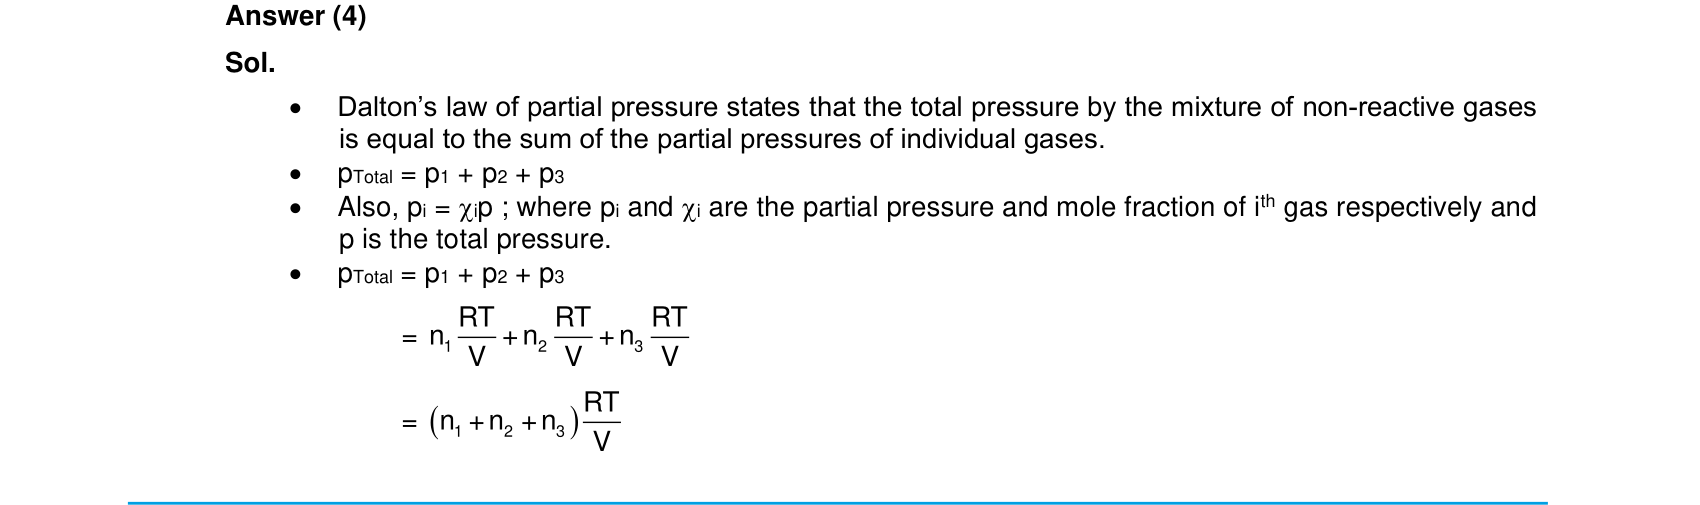 Answer (4)
Sol.
• Dalton’s law of partial pressure states that the total pressure by the mixture of non-reactive gases
is equal to the sum of the partial pressures of individual gases.
• pTotal = p1 + p2 + p3
• Also, pi = χip ; where pi and χi are the partial pressure and mole fraction of ith gas respectively and
p is the total pressure.
• pTotal = p1 + p2 + p3
= n₁ RT/V + n₂ RT/V + n₃ RT/V
= (n₁ + n₂ + n₃) RT/V